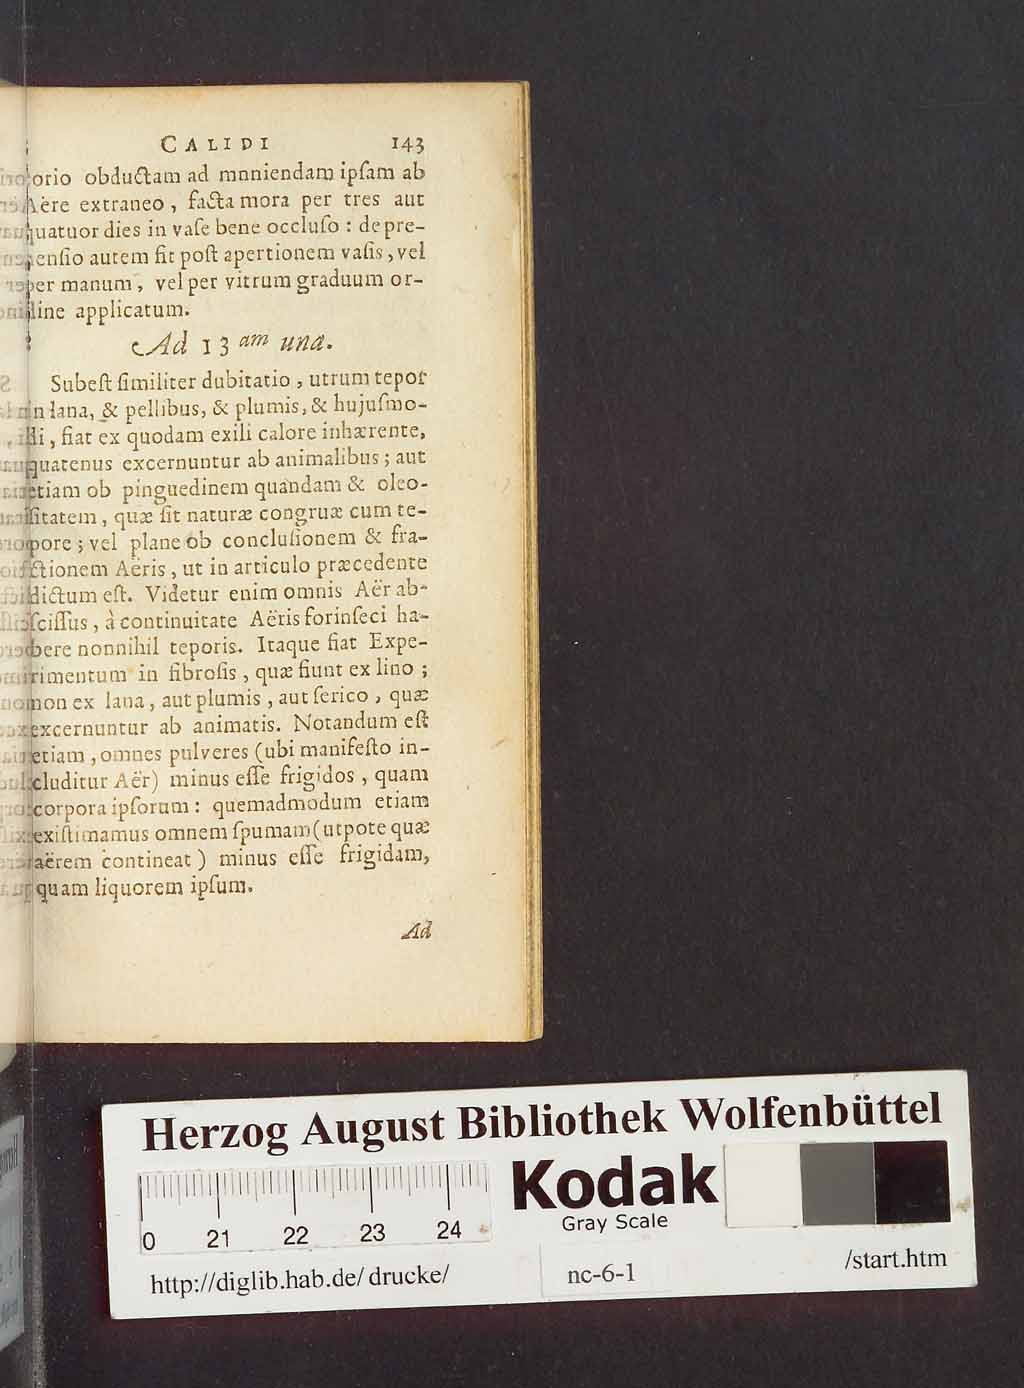 CALIDI 143
orio obductam ad mnniendam ipſam ab
Aëre extraneo, facta mora per tres aut
quatuor dies in vaſe bene occluſo: depre-
enſio autem fit poſt apertionem vaſis, vel
per manum, vel per vitrum graduum or-
dine applicatum.
Ad 13 am una.
Subeſt ſimiliter dubitatio, utrum tepor
in lana, & pellibus, & plumis, & hujuſmo-
di, fiat ex quodam exili calore inhærente,
quatenus excernuntur ab animalibus; aut
etiam ob pinguedinem quandam & oleo-
ſitatem, quæ ſit naturæ congruæ cum te-
pore; vel plane ob concluſionem & fra-
ctionem Aëris, ut in articulo præcedente
dictum eſt. Videtur enim omnis Aër ab-
ſciſſus, à continuitate Aëris forinſeci ha-
bere nonnihil teporis. Itaque fiat Expe-
rimentum in fibroſis, quæ fiunt ex lino;
non ex lana, aut plumis, aut ſerico, quæ
excernuntur ab animatis. Notandum eſt
etiam, omnes pulveres (ubi manifeſto in-
cluditur Aër) minus eſſe frigidos, quam
corpora ipſorum: quemadmodum etiam
exiſtimamus omnem ſpumam (utpote quæ
aërem contineat) minus eſſe frigidam,
quam liquorem ipſum.
Ad
Herzog August Bibliothek Wolfenbüttel
Kodak
Gray Scale
0 21 22 23 24
http://diglib.hab.de/drucke/ nc-6-1 /start.htm